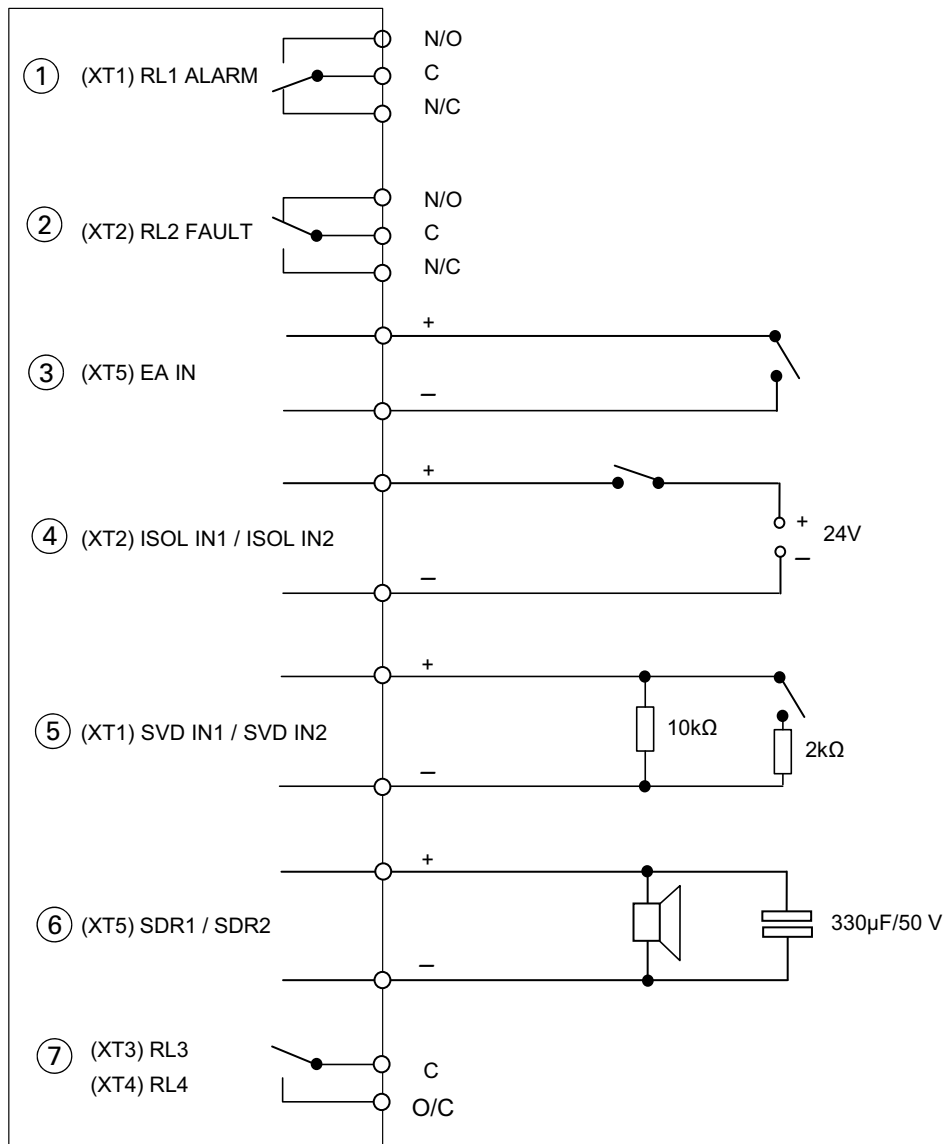 N/O
1 (XT1) RL1 ALARM C
N/C
N/O
2 (XT2) RL2 FAULT C
N/C
+
3 (XT5) EA IN
–
+
4 (XT2) ISOL IN1 / ISOL IN2 + 24V –
–
+
5 (XT1) SVD IN1 / SVD IN2 10kΩ 2kΩ
–
+
6 (XT5) SDR1 / SDR2 330µF/50 V
–
7 (XT3) RL3 C
(XT4) RL4 O/C